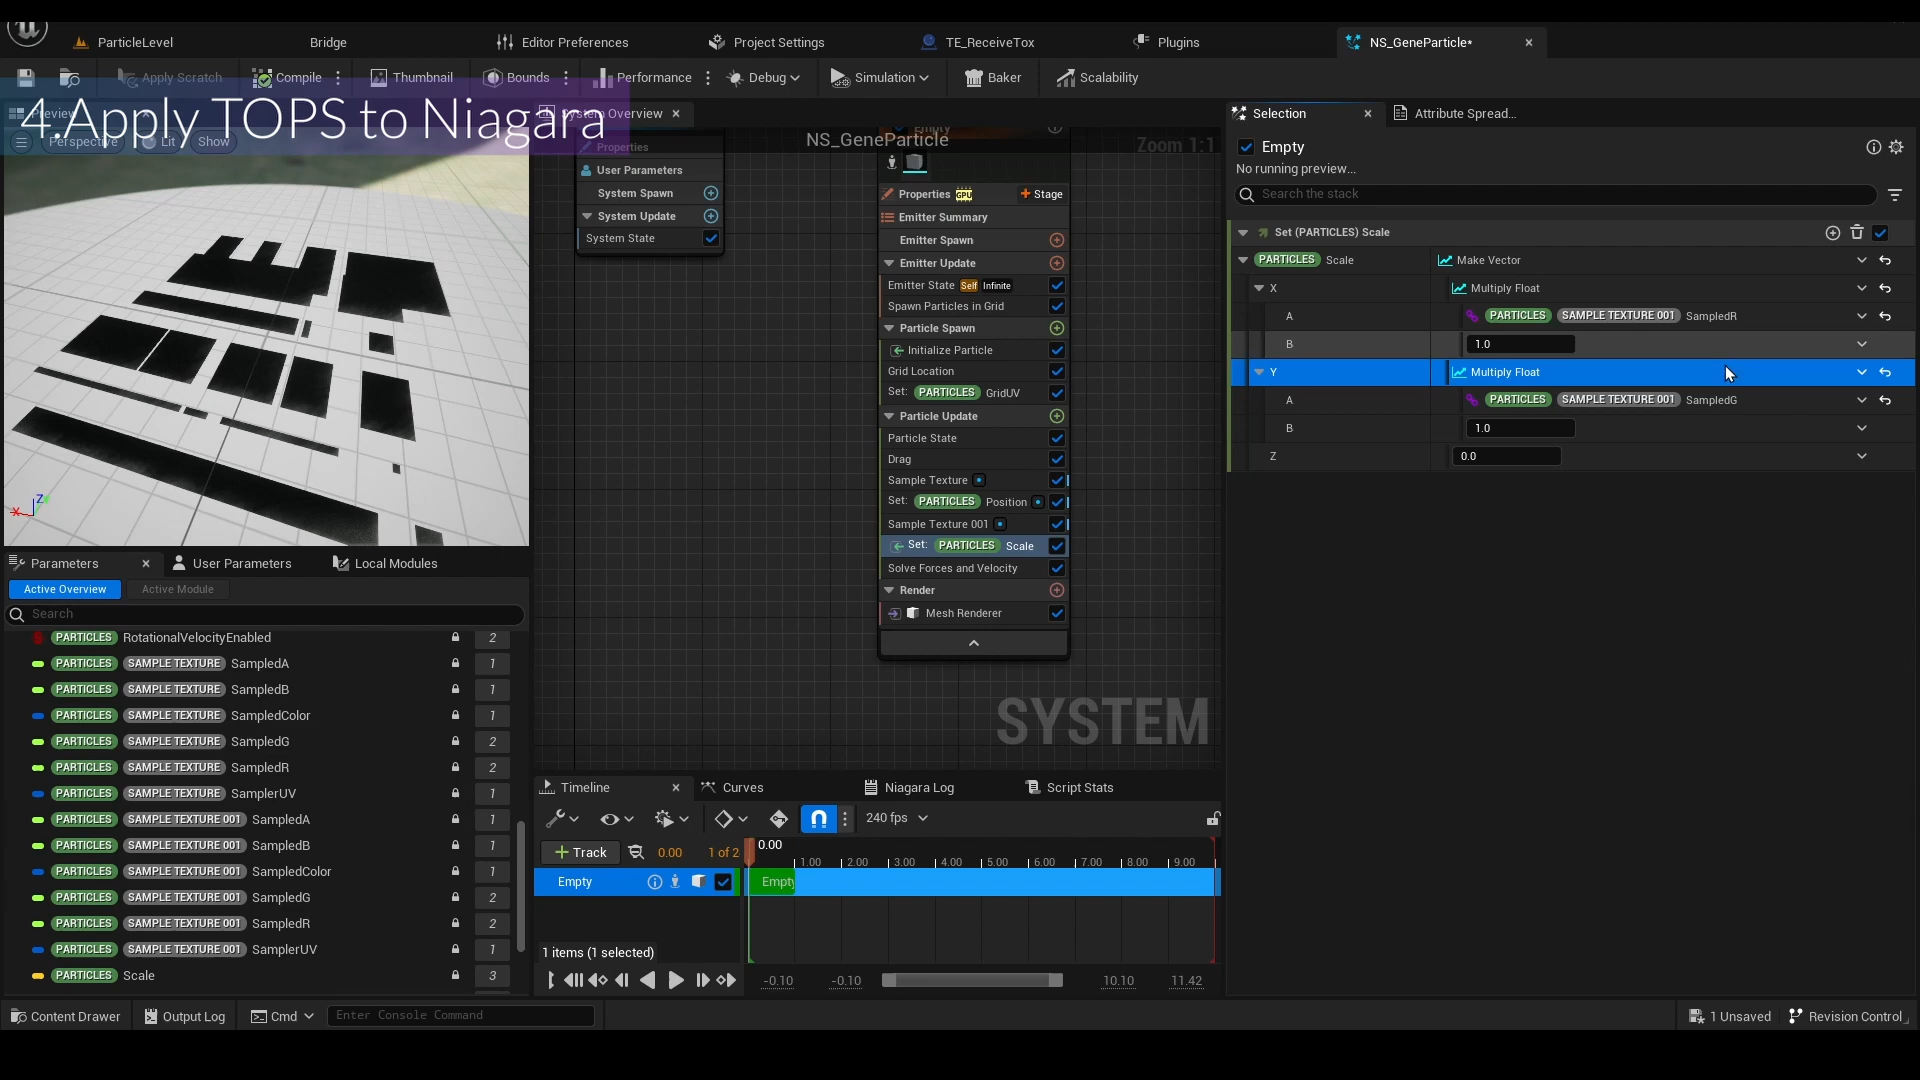 ParticleLevel
Bridge
Editor Preferences
Project Settings
TE_ReceiveTox
Plugins
NS_GeneParticle*
Apply Scratch
Compile
Thumbnail
Bounds
Performance
Debug
Simulation
Baker
Scalability
4.Apply TOPS to Niagara
Preview
System Overview
Selection
Attribute Spread...
Perspective
Lit
Show
Properties
User Parameters
System Spawn
System Update
System State
Empty
NS_GeneParticle
Zoom 1:1
Properties GPU
Stage
Emitter Summary
Emitter Spawn
Emitter Update
Emitter State Self Infinite
Spawn Particles in Grid
Particle Spawn
Initialize Particle
Grid Location
Set: PARTICLES GridUV
Particle Update
Particle State
Drag
Sample Texture
Set: PARTICLES Position
Sample Texture 001
Set: PARTICLES Scale
Solve Forces and Velocity
Render
Mesh Renderer
SYSTEM
Empty
No running preview...
Search the stack
Set (PARTICLES) Scale
PARTICLES Scale Make Vector
X Multiply Float
A PARTICLES SAMPLE TEXTURE 001 SampledR
B 1.0
Y Multiply Float
A PARTICLES SAMPLE TEXTURE 001 SampledG
B 1.0
Z 0.0
X
Z
Parameters
User Parameters
Local Modules
Active Overview
Active Module
Search
PARTICLES RotationalVelocityEnabled 2
PARTICLES SAMPLE TEXTURE SampledA 1
PARTICLES SAMPLE TEXTURE SampledB 1
PARTICLES SAMPLE TEXTURE SampledColor 1
PARTICLES SAMPLE TEXTURE SampledG 2
PARTICLES SAMPLE TEXTURE SampledR 2
PARTICLES SAMPLE TEXTURE SamplerUV 1
PARTICLES SAMPLE TEXTURE 001 SampledA 1
PARTICLES SAMPLE TEXTURE 001 SampledB 1
PARTICLES SAMPLE TEXTURE 001 SampledColor 1
PARTICLES SAMPLE TEXTURE 001 SampledG 2
PARTICLES SAMPLE TEXTURE 001 SampledR 2
PARTICLES SAMPLE TEXTURE 001 SamplerUV 1
PARTICLES Scale 3
Timeline
Curves
Niagara Log
Script Stats
240 fps
Track
0.00
1 of 2
0.00
1.00 2.00 3.00 4.00 5.00 6.00 7.00 8.00 9.00
Empty
Empty
1 items (1 selected)
-0.10
-0.10
10.10
11.42
Content Drawer
Output Log
Cmd
Enter Console Command
1 Unsaved
Revision Control